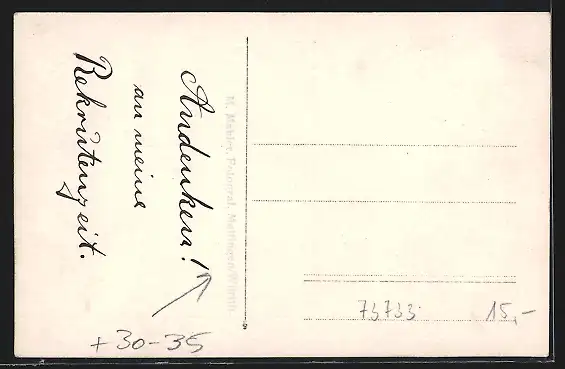 Andenken!
an meine
Rekrutenzeit.
+30-35
73733
15,-